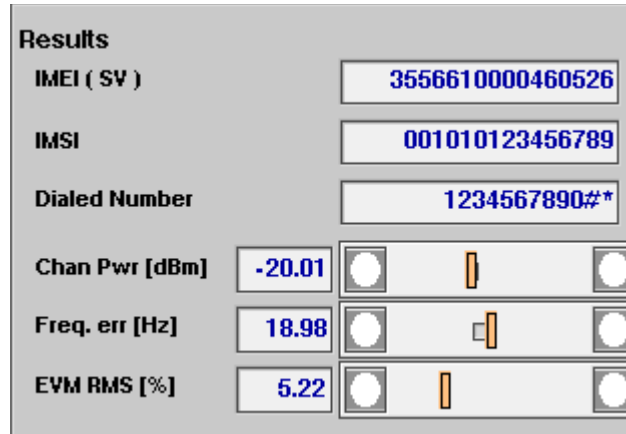 Results
IMEI ( SV ) 3556610000460526
IMSI 001010123456789
Dialed Number 1234567890#*
Chan Pwr [dBm] -20.01
Freq. err [Hz] 18.98
EVM RMS [%] 5.22